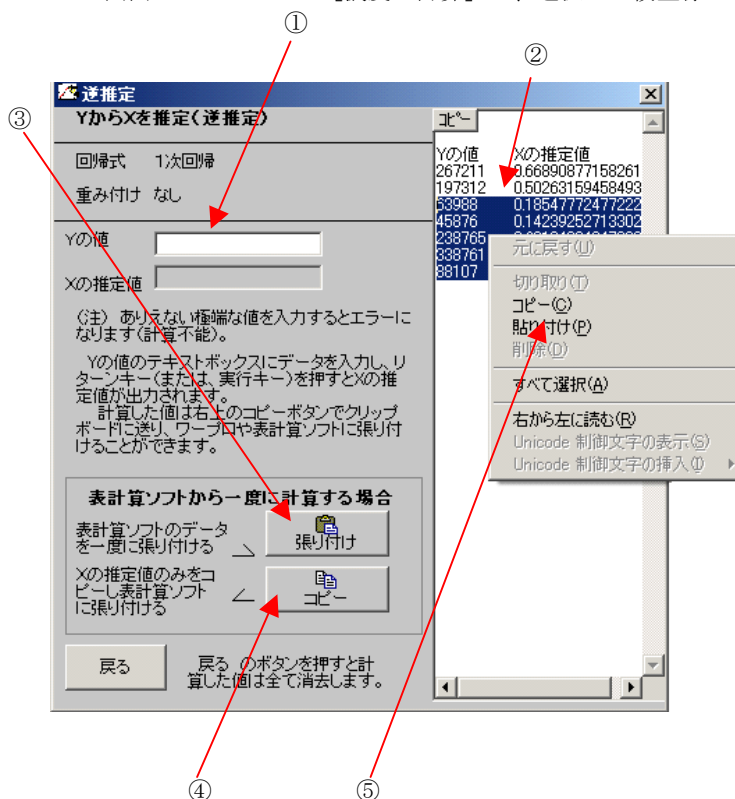 ①
②
③
逆推定
YからXを推定(逆推定)
回帰式 1次回帰
重み付け なし
Yの値
Xの推定値
(注) ありえない極端な値を入力するとエラーに
なります(計算不能)。
Yの値のテキストボックスにデータを入力し、リ
ターンキー(または、実行キー)を押すとXの推
定値が出力されます。
計算した値は右上のコピーボタンでクリップ
ボードに送り、ワープロや表計算ソフトに張り付
けることができます。
表計算ソフトから一度に計算する場合
表計算ソフトのデータ
を一度に張り付ける
張り付け
Xの推定値のみをコ
ピーし表計算ソフト
に張り付ける
コピー
戻る
戻る のボタンを押すと計
算した値は全て消去します。
コピー
Yの値 Xの推定値
267211 0.66890877158261
197312 0.50263159458493
63988 0.18547772477222
45876 0.14239252713302
238765
338761
88107
元に戻す(U)
切り取り(T)
コピー(C)
貼り付け(P)
削除(D)
すべて選択(A)
右から左に読む(R)
Unicode 制御文字の表示(S)
Unicode 制御文字の挿入(I)
④
⑤